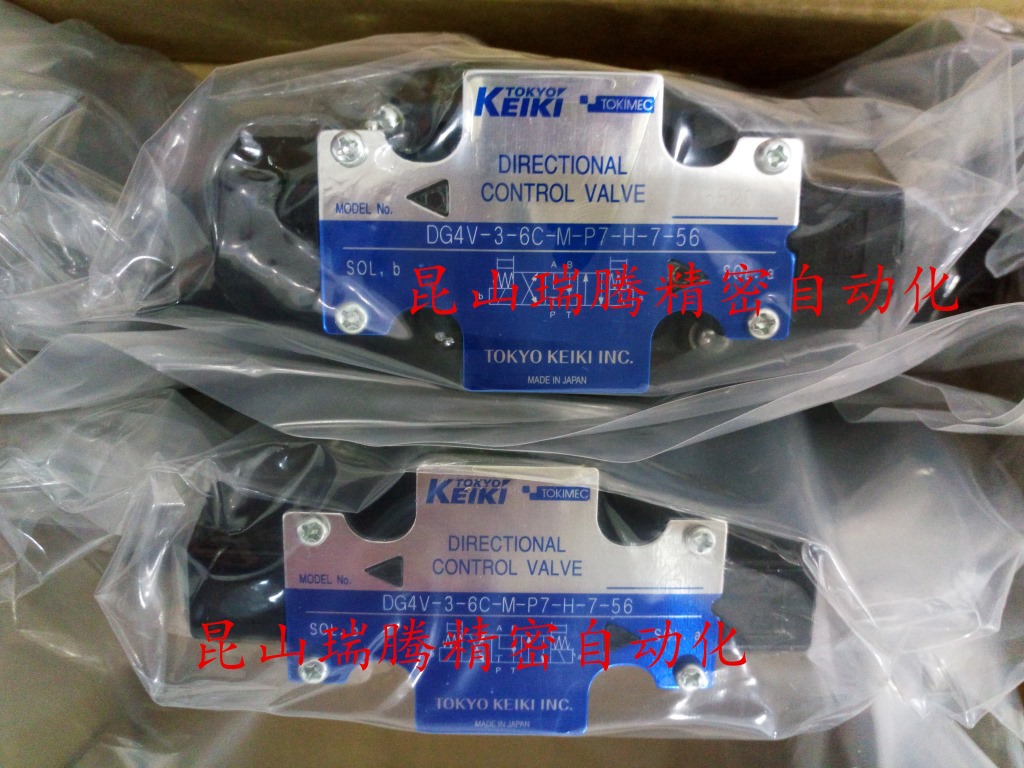 TOKYO
KEIKI TOKIMEC
DIRECTIONAL
CONTROL VALVE
MODEL No.
DG4V-3-6C-M-P7-H-7-56
SOL, b
A B
b
P T
昆山瑞腾精密自动化
TOKYO KEIKI INC.
MADE IN JAPAN
TOKYO
KEIKI TOKIMEC
DIRECTIONAL
CONTROL VALVE
MODEL No.
DG4V-3-6C-M-P7-H-7-56
SOL, b
A
昆山瑞腾精密自动化
P T
TOKYO KEIKI INC.
MADE IN JAPAN